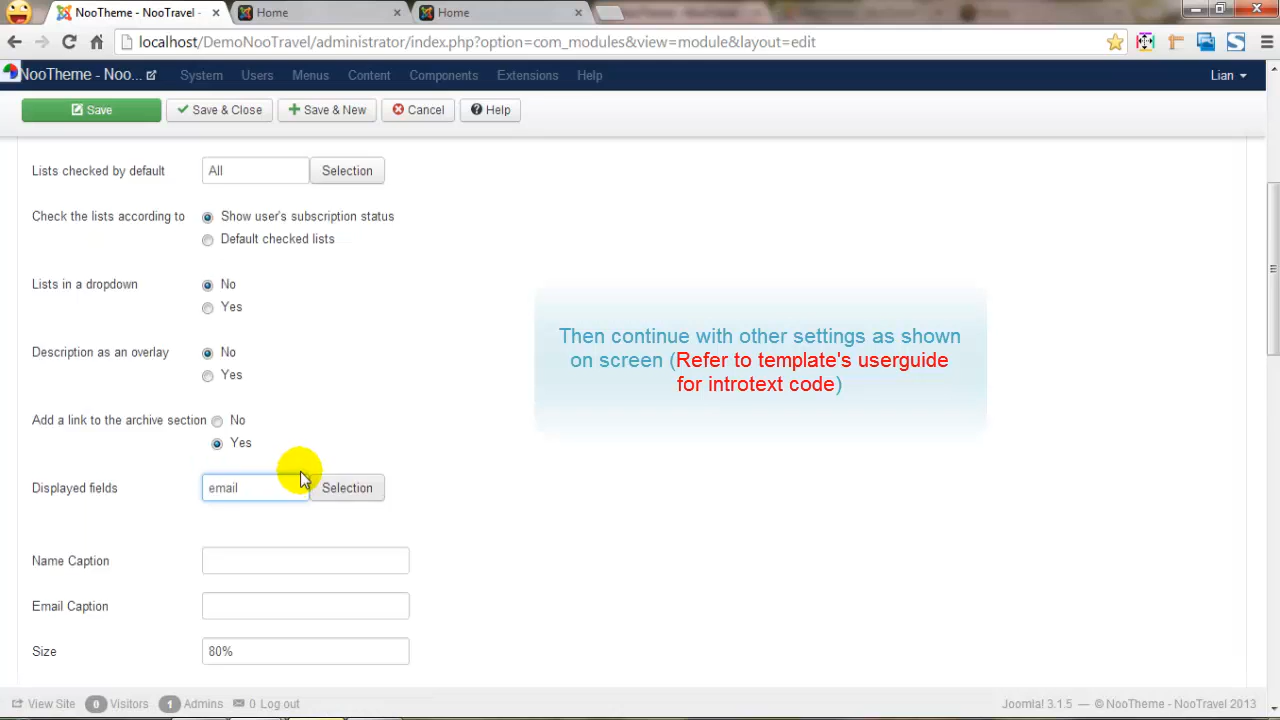 NooTheme - NooTravel - ×
Home ×
Home ×
localhost/DemoNooTravel/administrator/index.php?option=com_modules&view=module&layout=edit
NooTheme - Noo... System Users Menus Content Components Extensions Help Lian
Save Save & Close Save & New Cancel Help
Lists checked by default All Selection
Check the lists according to Show user's subscription status
Default checked lists
Lists in a dropdown No
Yes
Description as an overlay No
Yes
Add a link to the archive section No
Yes
Displayed fields email Selection
Name Caption
Email Caption
Size 80%
Then continue with other settings as shown
on screen (Refer to template's userguide
for introtext code)
View Site 0 Visitors 1 Admins 0 Log out Joomla! 3.1.5 — © NooTheme - NooTravel 2013